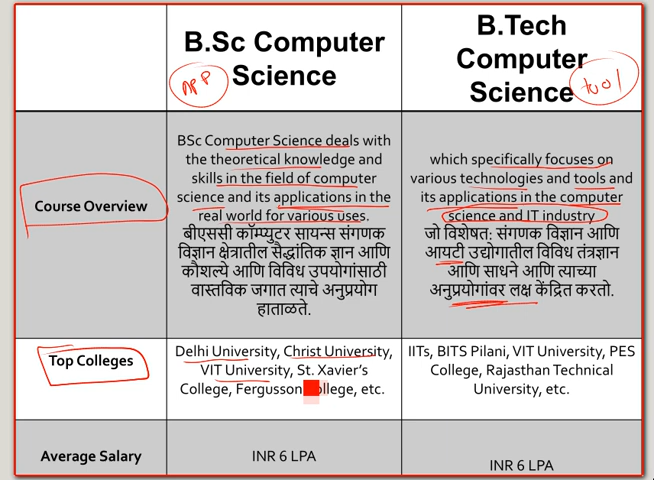 B.Sc Computer
Science
app
B.Tech
Computer
Science
tool
Course Overview
BSc Computer Science deals with
the theoretical knowledge and
skills in the field of computer
science and its applications in the
real world for various uses.
बीएससी कॉम्प्युटर सायन्स संगणक
विज्ञान क्षेत्रातील सैद्धांतिक ज्ञान आणि
कौशल्ये आणि विविध उपयोगांसाठी
वास्तविक जगात त्याचे अनुप्रयोग
हाताळते.
which specifically focuses on
various technologies and tools and
its applications in the computer
science and IT industry
जो विशेषत: संगणक विज्ञान आणि
आयटी उद्योगातील विविध तंत्रज्ञान
आणि साधने आणि त्याच्या
अनुप्रयोगांवर लक्ष केंद्रित करतो.
Top Colleges
Delhi University, Christ University,
VIT University, St. Xavier's
College, Fergusson College, etc.
IITs, BITS Pilani, VIT University, PES
College, Rajasthan Technical
University, etc.
Average Salary
INR 6 LPA
INR 6 LPA